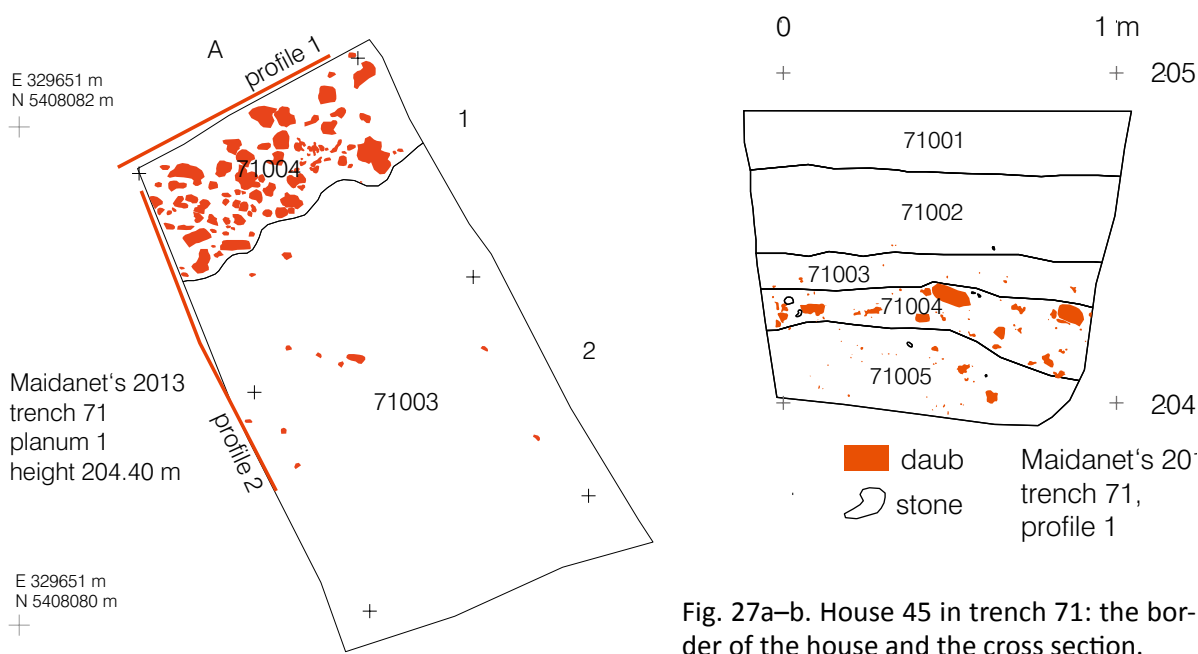 A
profile 1
E 329651 m
N 5408082 m
1
71004
2
71003
profile 2
Maidanet‘s 2013
trench 71
planum 1
height 204.40 m
E 329651 m
N 5408080 m
0 1 m
205
71001
71002
71003
71004
71005
204
daub
stone
Maidanet‘s 201
trench 71,
profile 1
Fig. 27a–b. House 45 in trench 71: the bor-
der of the house and the cross section.